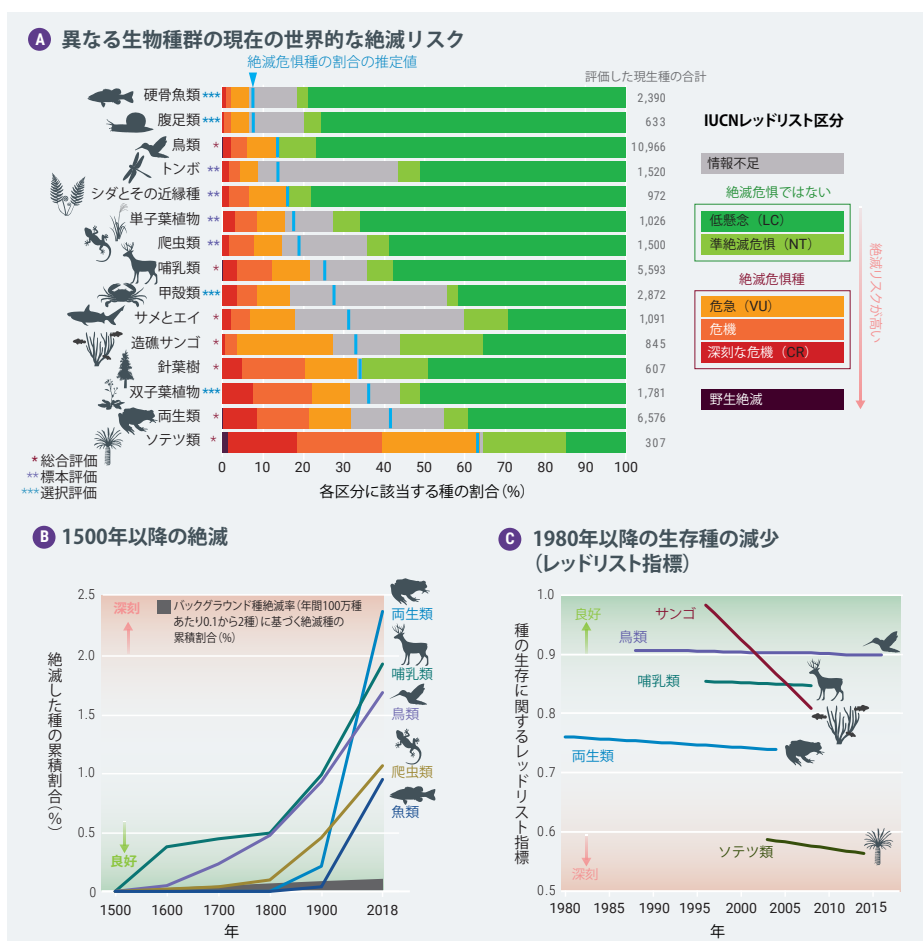 A 異なる生物種群の現在の世界的な絶滅リスク
絶滅危惧種の割合の推定値
評価した現生種の合計
硬骨魚類 *** 2,390
腹足類 *** 633
鳥類 * 10,966
トンボ ** 1,520
シダとその近縁種 ** 972
単子葉植物 ** 1,026
爬虫類 ** 1,500
哺乳類 * 5,593
甲殻類 *** 2,872
サメとエイ * 1,091
造礁サンゴ * 845
針葉樹 * 607
双子葉植物 *** 1,781
両生類 * 6,576
ソテツ類 * 307
0 10 20 30 40 50 60 70 80 90 100
各区分に該当する種の割合(%)
* 総合評価
** 標本評価
*** 選択評価
IUCNレッドリスト区分
情報不足
絶滅危惧ではない
低懸念(LC)
準絶滅危惧(NT)
絶滅危惧種
危急(VU)
危機
深刻な危機(CR)
野生絶滅
絶滅リスクが高い
B 1500年以降の絶滅
深刻
バックグラウンド種絶滅率(年間100万種
あたり0.1から2種)に基づく絶滅種の
累積割合(%)
絶滅した種の累積割合(%)
2.5
2.0
1.5
1.0
0.5
0
良好
両生類
哺乳類
鳥類
爬虫類
魚類
1500 1600 1700 1800 1900 2018
年
C 1980年以降の生存種の減少
(レッドリスト指標)
種の生存に関するレッドリスト指標
1.0
0.9
0.8
0.7
0.6
0.5
良好
サンゴ
鳥類
哺乳類
両生類
ソテツ類
深刻
1980 1985 1990 1995 2000 2005 2010 2015
年